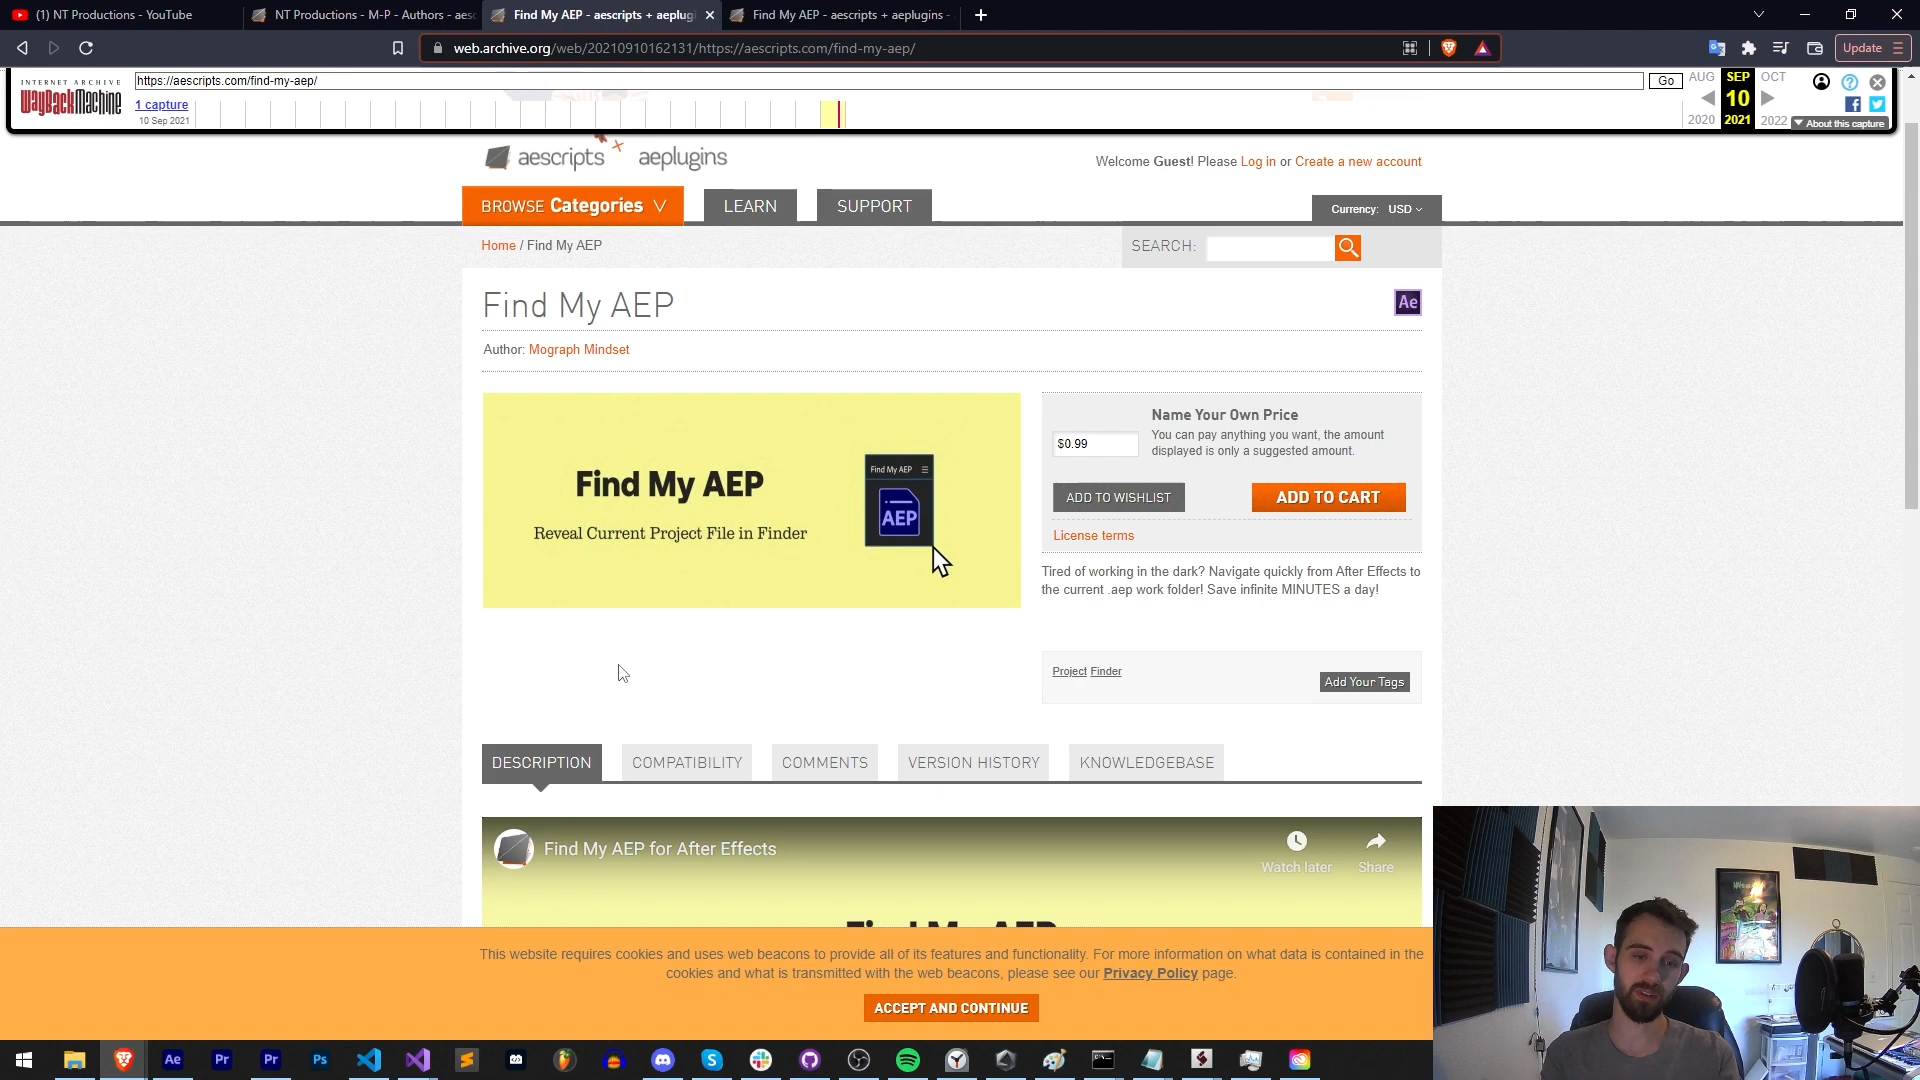 (1) NT Productions - YouTube
NT Productions - M-P - Authors - aesc
Find My AEP - aescripts + aeplugi
Find My AEP - aescripts + aeplugins -
web.archive.org/web/20210910162131/https://aescripts.com/find-my-aep/
Update
INTERNET ARCHIVE
WayBackMachine
https://aescripts.com/find-my-aep/
Go
AUG
SEP
OCT
1 capture
10 Sep 2021
10
2020
2021
2022
About this capture
aescripts + aeplugins
Welcome Guest! Please Log in or Create a new account
BROWSE Categories
LEARN
SUPPORT
Currency: USD
Home / Find My AEP
SEARCH:
Find My AEP
Ae
Author: Mograph Mindset
Find My AEP
Reveal Current Project File in Finder
Find My AEP
AEP
Name Your Own Price
$0.99
You can pay anything you want, the amount
displayed is only a suggested amount.
ADD TO WISHLIST
ADD TO CART
License terms
Tired of working in the dark? Navigate quickly from After Effects to
the current .aep work folder! Save infinite MINUTES a day!
Project Finder
Add Your Tags
DESCRIPTION
COMPATIBILITY
COMMENTS
VERSION HISTORY
KNOWLEDGEBASE
Find My AEP for After Effects
Watch later
Share
Find My AEP
This website requires cookies and uses web beacons to provide all of its features and functionality. For more information on what data is contained in the
cookies and what is transmitted with the web beacons, please see our Privacy Policy page.
ACCEPT AND CONTINUE
Ae
Pr
Pr
Ps